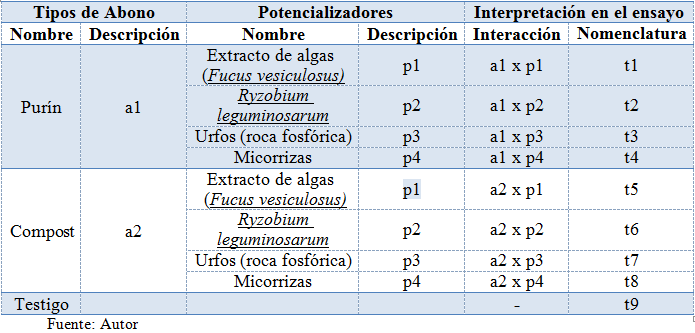 Tipos de Abono Potencializadores Interpretación en el ensayo
Nombre Descripción Nombre Descripción Interacción Nomenclatura
Purín a1 Extracto de algas (Fucus vesiculosus) p1 a1 x p1 t1
Ryzobium leguminosarum p2 a1 x p2 t2
Urfos (roca fosfórica) p3 a1 x p3 t3
Micorrizas p4 a1 x p4 t4
Compost a2 Extracto de algas (Fucus vesiculosus) p1 a2 x p1 t5
Ryzobium leguminosarum p2 a2 x p2 t6
Urfos (roca fosfórica) p3 a2 x p3 t7
Micorrizas p4 a2 x p4 t8
Testigo - t9
Fuente: Autor